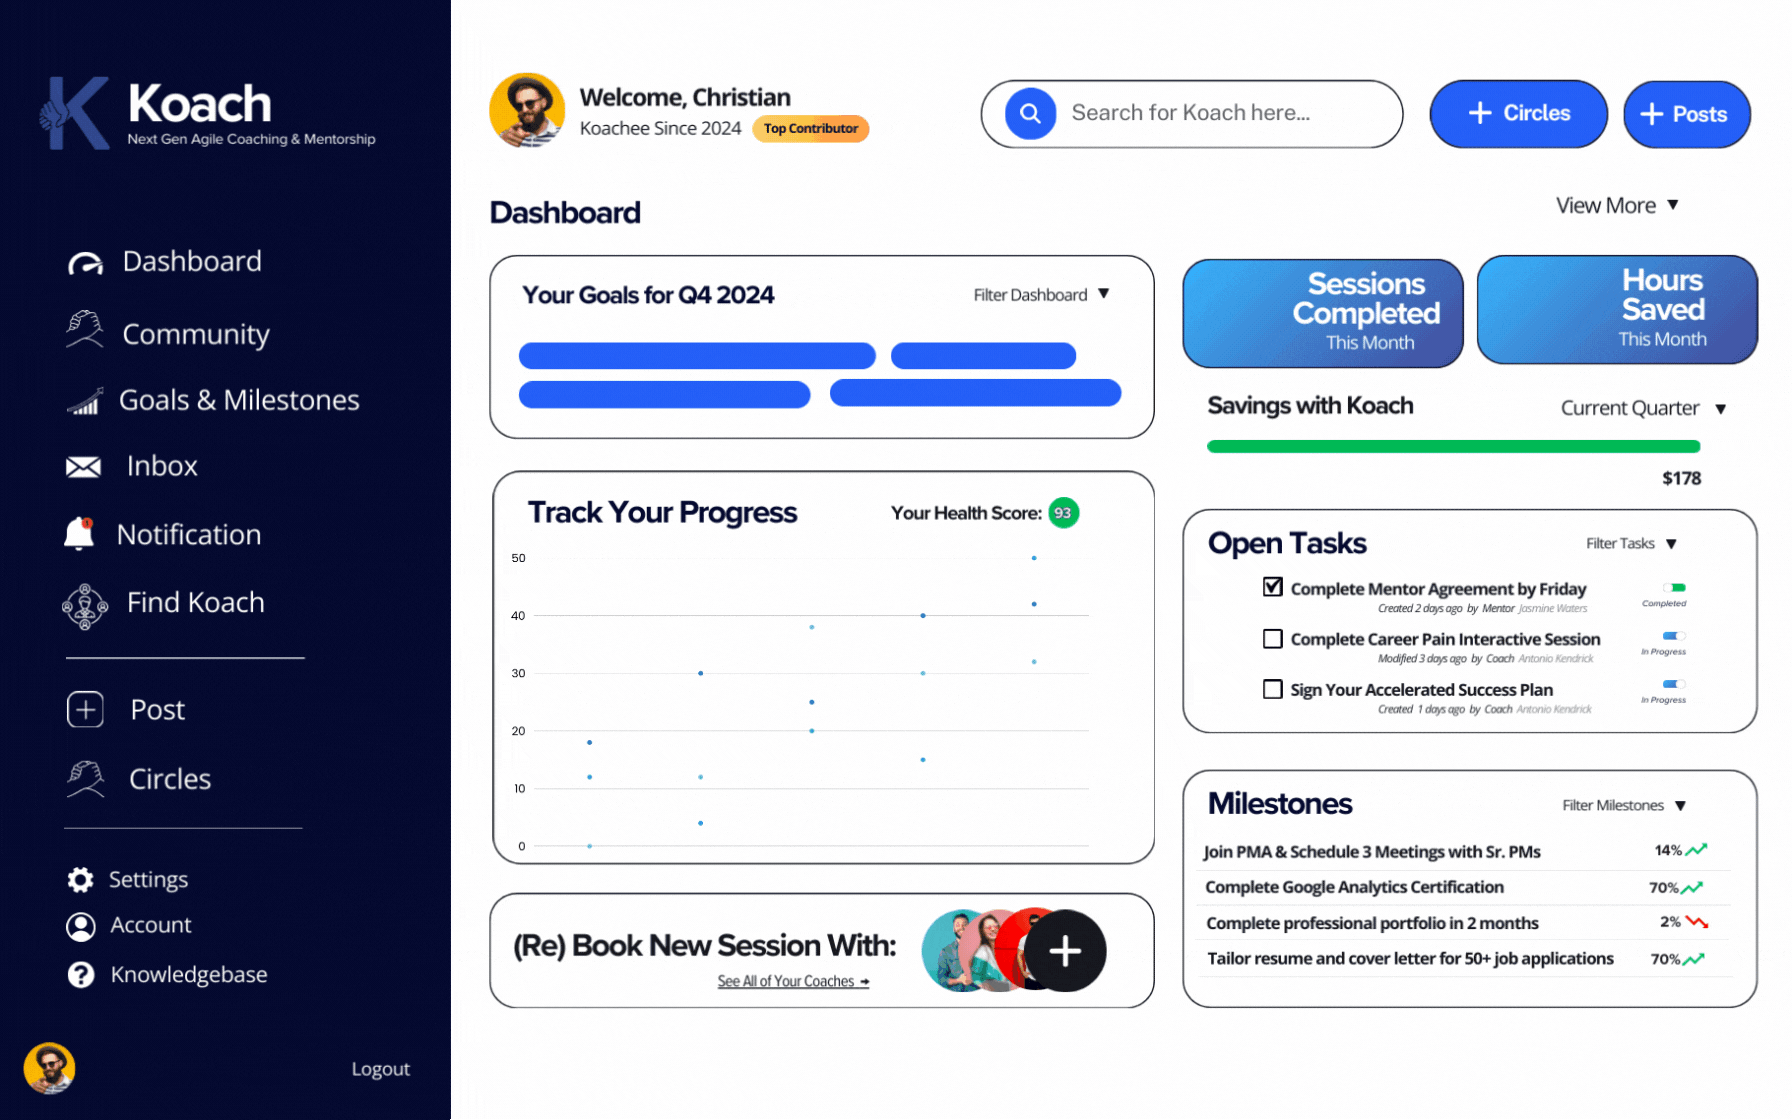 Koach
Next Gen Agile Coaching & Mentorship
Dashboard
Community
Goals & Milestones
Inbox
1
Notification
Find Koach
Post
Circles
Settings
Account
Knowledgebase
Logout
Welcome, Christian
Koachee Since 2024
Top Contributor
Search for Koach here...
+ Circles
+ Posts
Dashboard
View More ▼
Your Goals for Q4 2024
Filter Dashboard ▼
Sessions
Completed
This Month
Hours
Saved
This Month
Savings with Koach
Current Quarter ▼
$178
Track Your Progress
Your Health Score: 93
50
40
30
20
10
0
Open Tasks
Filter Tasks ▼
Complete Mentor Agreement by Friday
Created 2 days ago by Mentor Jasmine Waters
Completed
Complete Career Pain Interactive Session
Modified 3 days ago by Coach Antonio Kendrick
In Progress
Sign Your Accelerated Success Plan
Created 1 days ago by Coach Antonio Kendrick
In Progress
Milestones
Filter Milestones ▼
Join PMA & Schedule 3 Meetings with Sr. PMs 14%
Complete Google Analytics Certification 70%
Complete professional portfolio in 2 months 2%
Tailor resume and cover letter for 50+ job applications 70%
(Re) Book New Session With:
See All of Your Coaches →